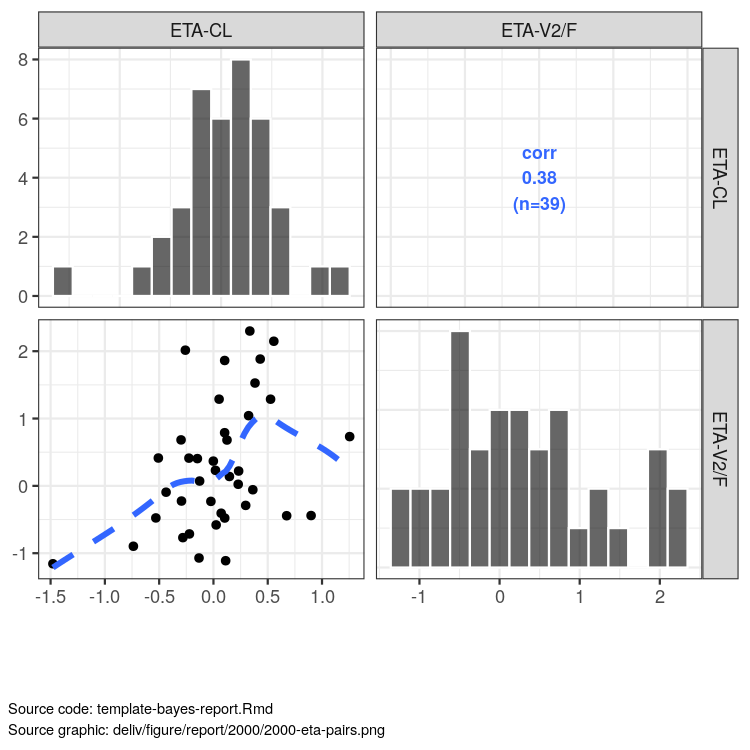 ETA-CL
ETA-V2/F
8
6
4
2
0
corr
0.38
(n=39)
ETA-CL
2
1
0
-1
ETA-V2/F
-1.5 -1.0 -0.5 0.0 0.5 1.0
-1 0 1 2
Source code: template-bayes-report.Rmd
Source graphic: deliv/figure/report/2000/2000-eta-pairs.png